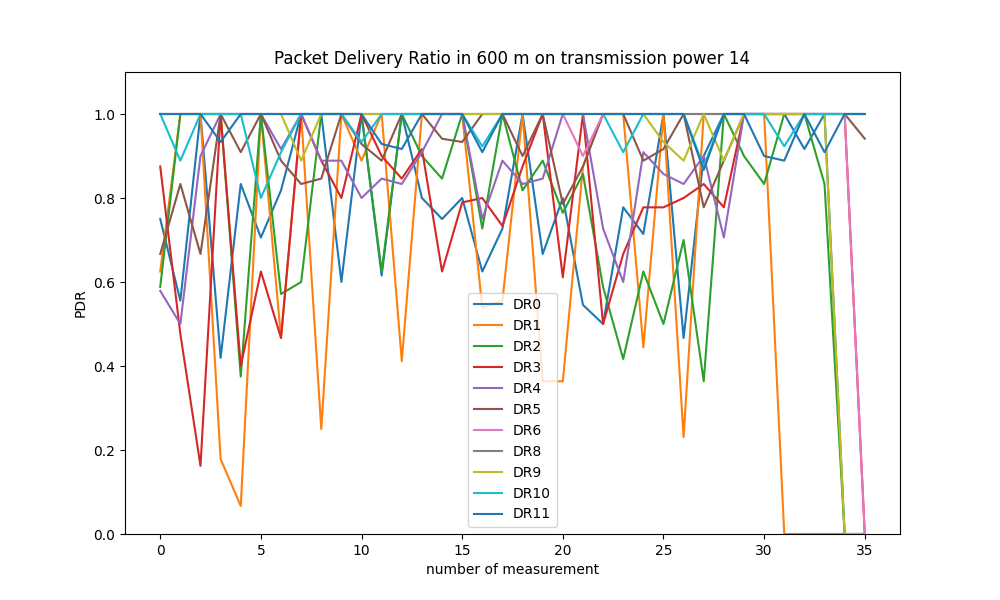 Packet Delivery Ratio in 600 m on transmission power 14
1.0
0.8
0.6
0.4
0.2
0.0
PDR
DR0
DR1
DR2
DR3
DR4
DR5
DR6
DR8
DR9
DR10
DR11
0 5 10 15 20 25 30 35
number of measurement